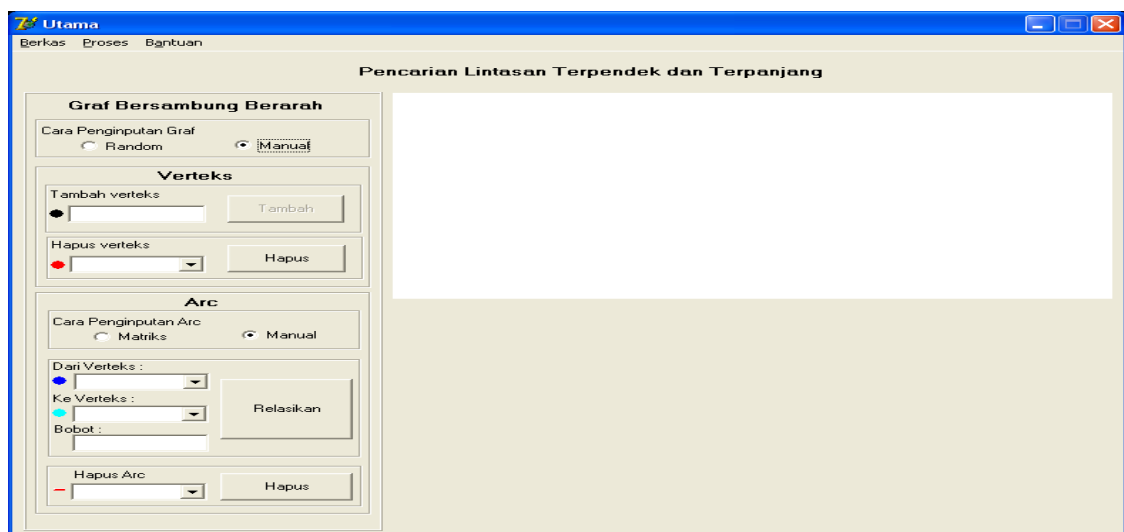 Utama
Berkas Proses Bantuan
Pencarian Lintasan Terpendek dan Terpanjang
Graf Bersambung Berarah
Cara Penginputan Graf
Random Manual
Verteks
Tambah verteks
Tambah
Hapus verteks
Hapus
Arc
Cara Penginputan Arc
Matriks Manual
Dari Verteks :
Ke Verteks :
Relasikan
Bobot :
Hapus Arc
Hapus